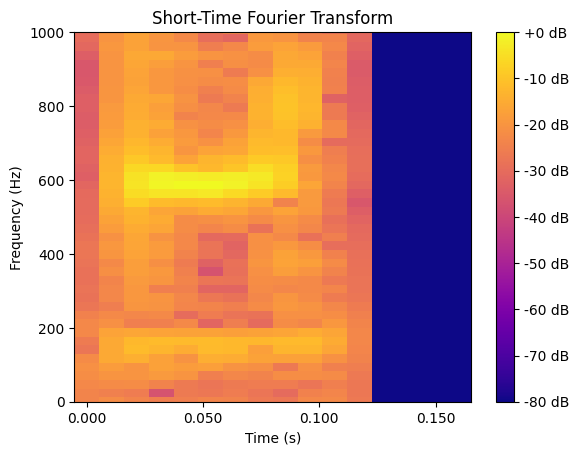 Short-Time Fourier Transform
1000
800
600
400
200
0
Frequency (Hz)
0.000
0.050
0.100
0.150
Time (s)
+0 dB
-10 dB
-20 dB
-30 dB
-40 dB
-50 dB
-60 dB
-70 dB
-80 dB